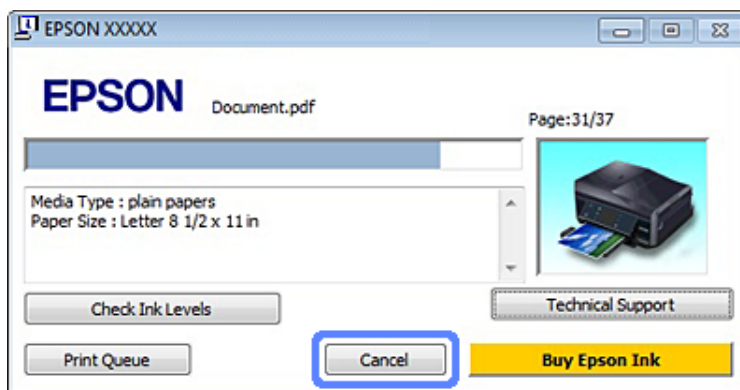 EPSON XXXXX
EPSON Document.pdf
Page:31/37
Media Type : plain papers
Paper Size : Letter 8 1/2 x 11 in
Check Ink Levels
Technical Support
Print Queue
Cancel
Buy Epson Ink